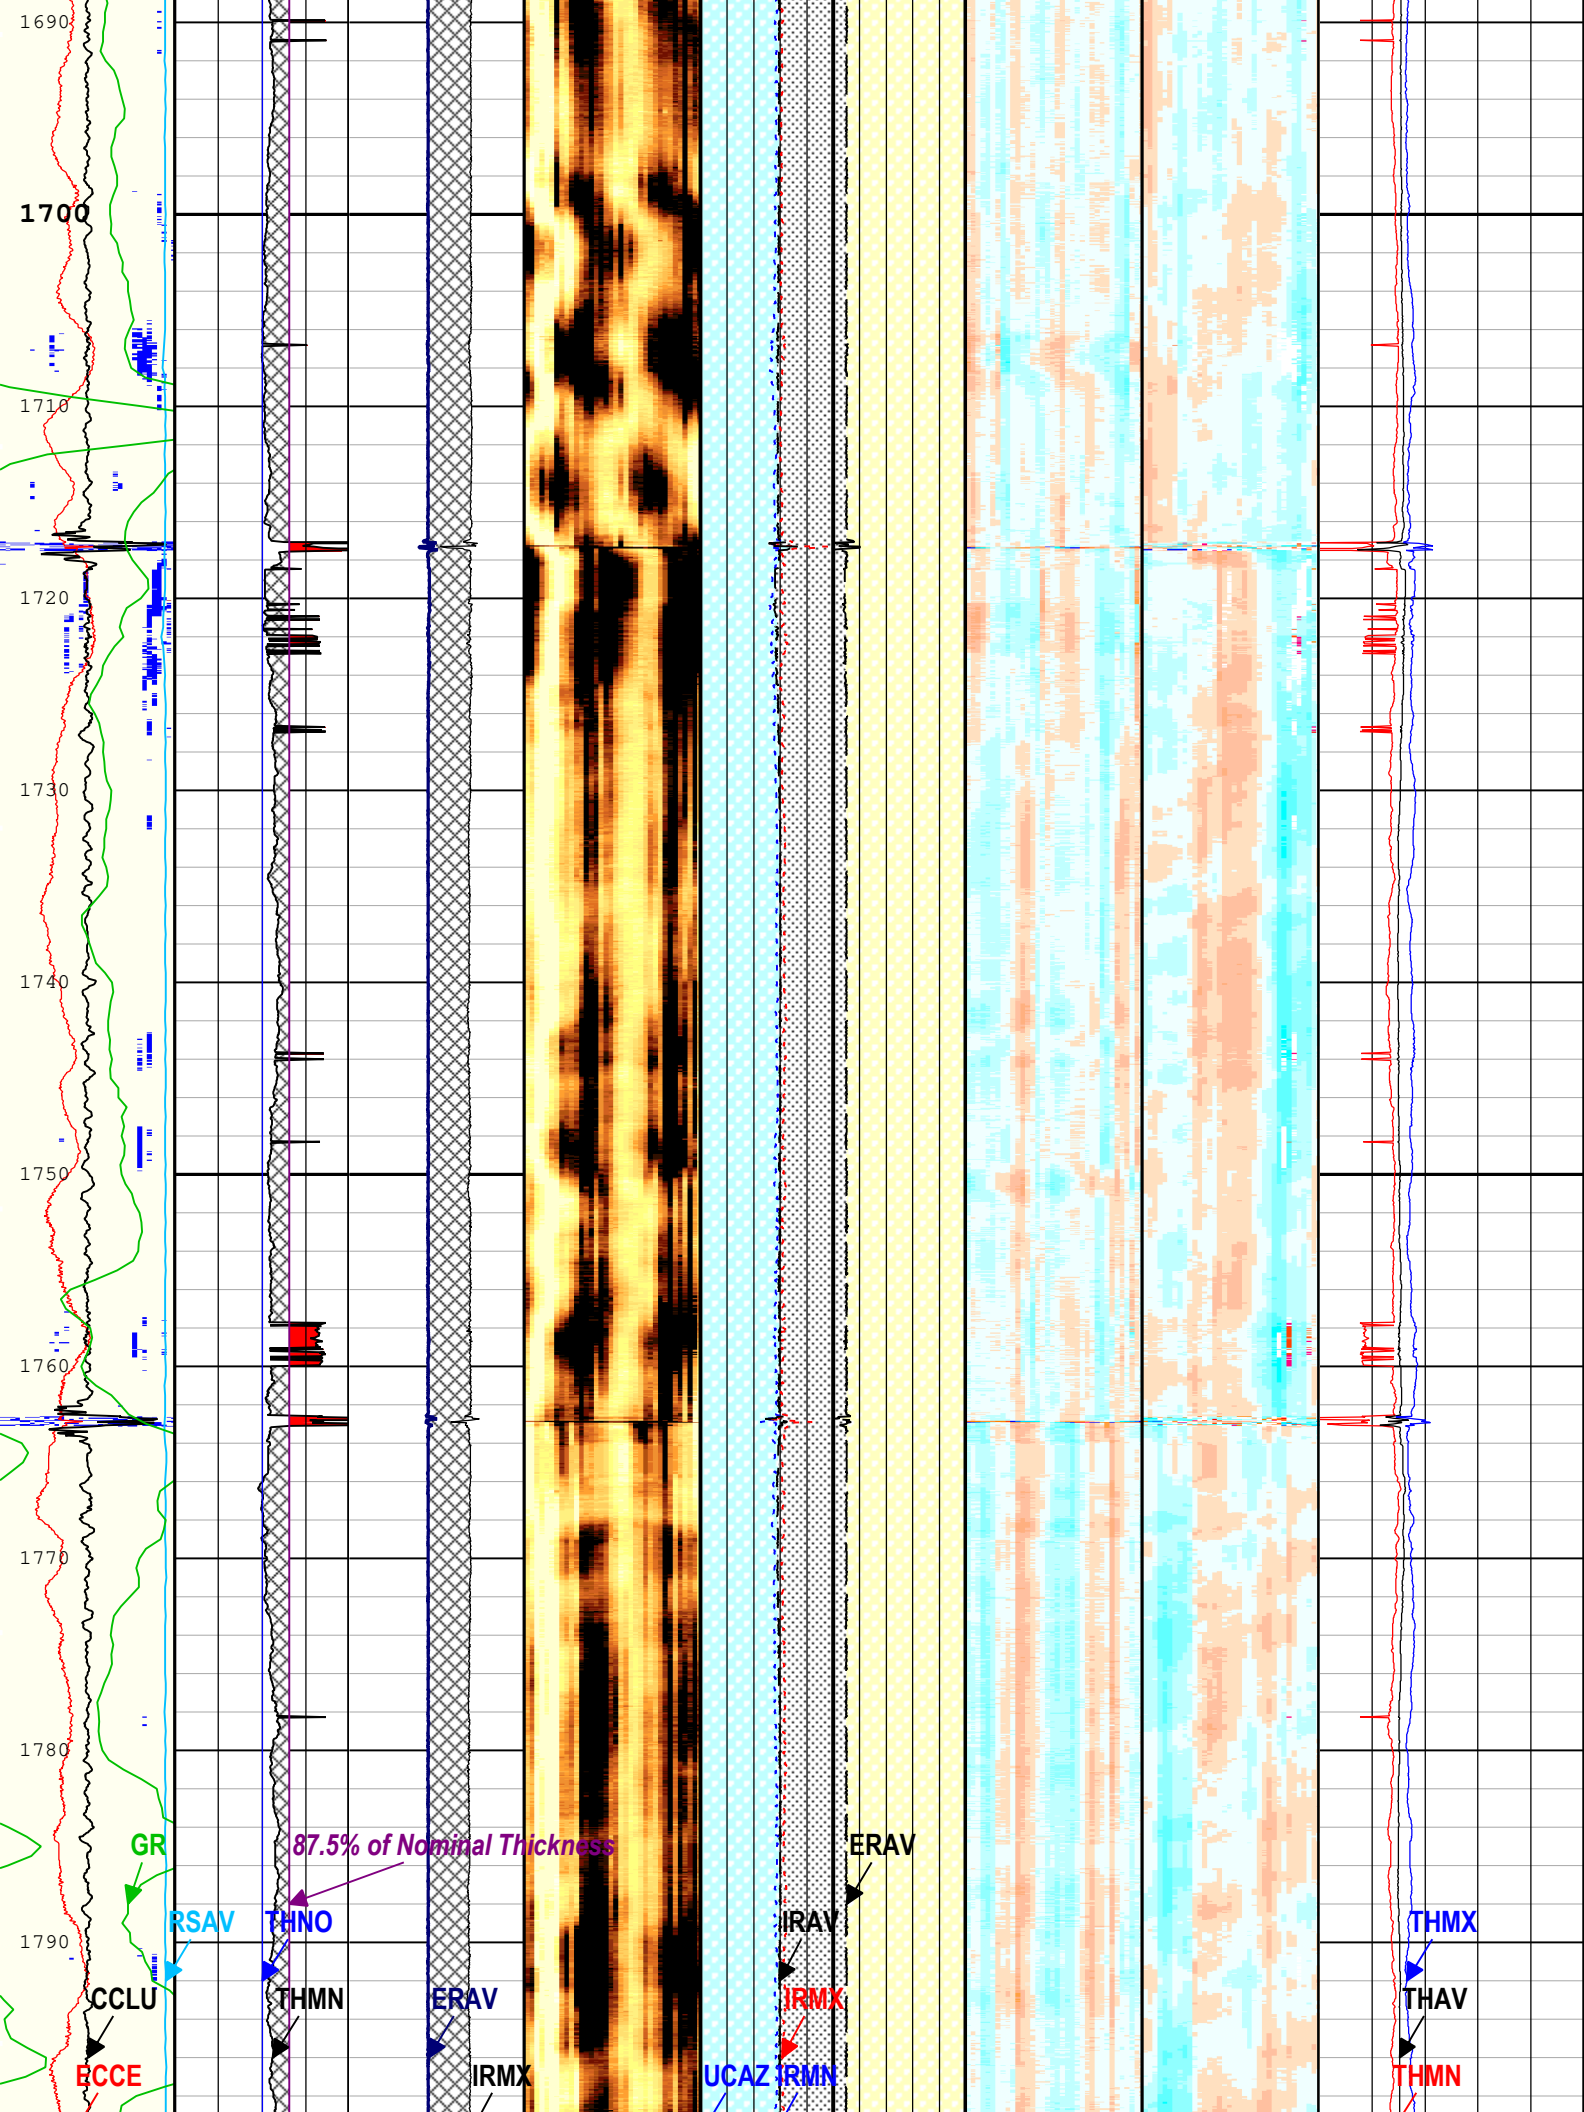 1690
1700
1710
1720
1730
1740
1750
1760
1770
1780
GR
87.5% of Nominal Thickness
ERAV
RSAV
THNO
IRAV
THMX
1790
CCLU
THMN
ERAV
IRMX
THAV
ECCE
IRMX
UCAZ
IRMN
THMN